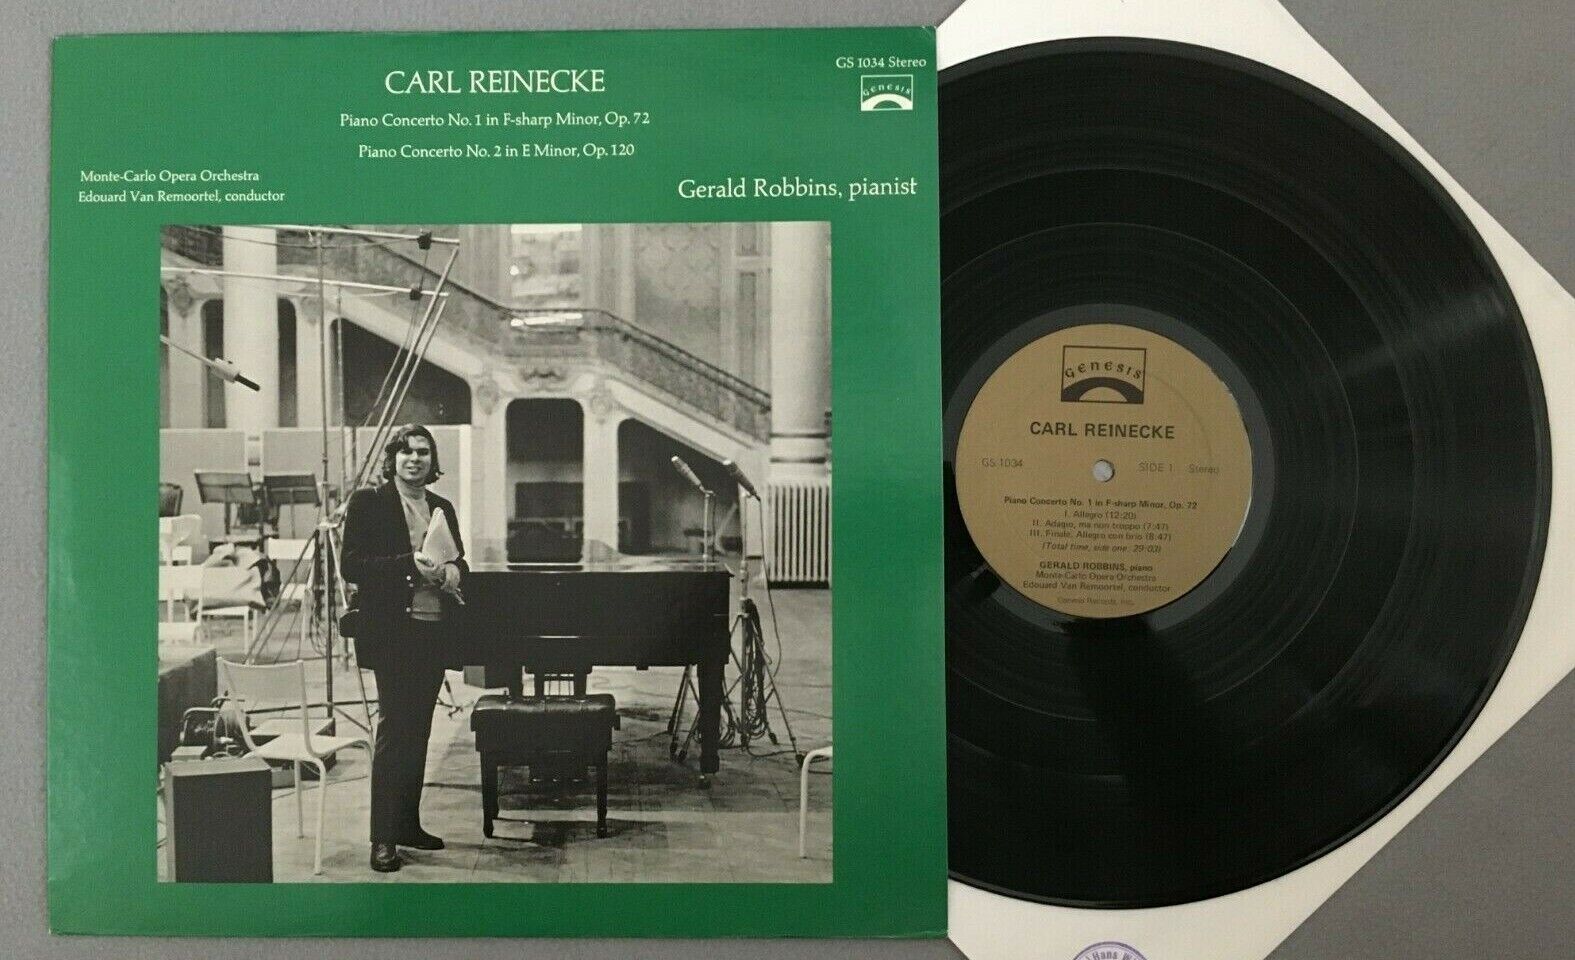 CARL REINECKE
Piano Concerto No. 1 in F-sharp Minor, Op. 72
Piano Concerto No. 2 in E Minor, Op. 120
GS 1034 Stereo
GENESIS
Monte-Carlo Opera Orchestra
Edouard Van Remoortel, conductor
Gerald Robbins, pianist
GENESIS
CARL REINECKE
GS 1034
SIDE 1 Stereo
Piano Concerto No. 1 in F-sharp Minor, Op. 72
I. Allegro (12:20)
II. Adagio, ma non troppo (7:47)
III. Finale, Allegro con brio (8:47)
(Total time, side one: 29:03)
GERALD ROBBINS, piano
Monte-Carlo Opera Orchestra
Edouard Van Remoortel, conductor
Genesis Records, Inc.
Hans